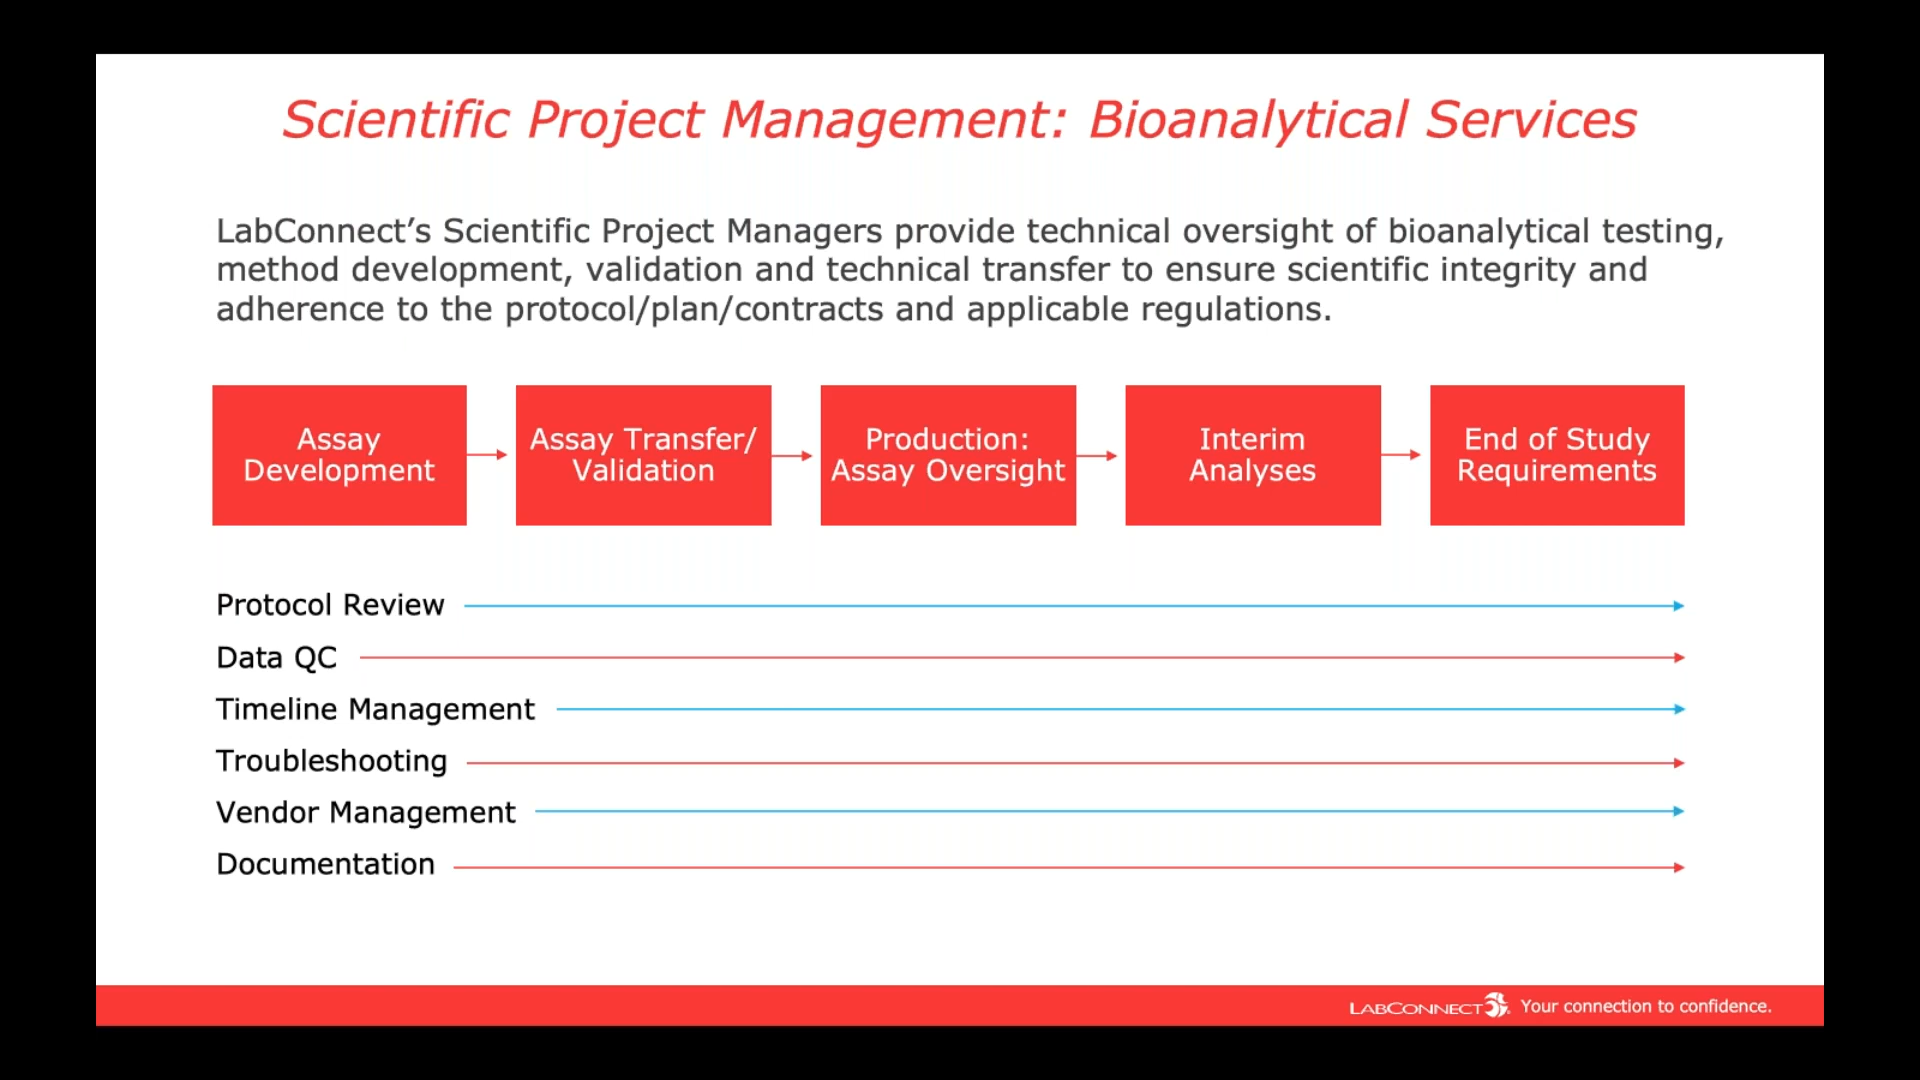 Scientific Project Management: Bioanalytical Services
LabConnect’s Scientific Project Managers provide technical oversight of bioanalytical testing,
method development, validation and technical transfer to ensure scientific integrity and
adherence to the protocol/plan/contracts and applicable regulations.
Assay
Development
Assay Transfer/
Validation
Production:
Assay Oversight
Interim
Analyses
End of Study
Requirements
Protocol Review
Data QC
Timeline Management
Troubleshooting
Vendor Management
Documentation
LABCONNECT Your connection to confidence.